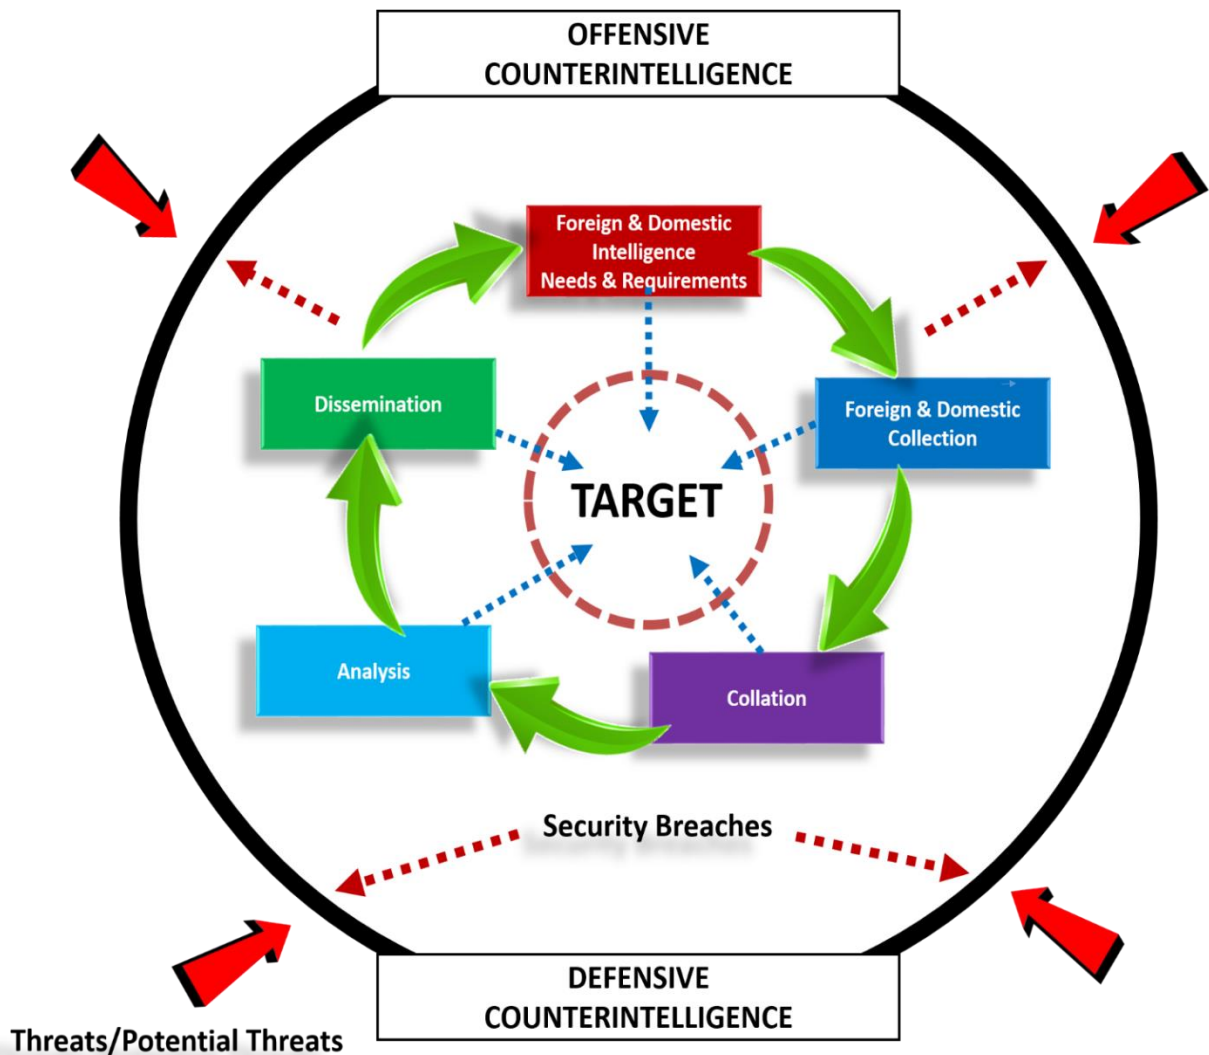 OFFENSIVE
COUNTERINTELLIGENCE
Foreign & Domestic
Intelligence
Needs & Requirements
Dissemination
Foreign & Domestic
Collection
TARGET
Analysis
Collation
Security Breaches
DEFENSIVE
COUNTERINTELLIGENCE
Threats/Potential Threats